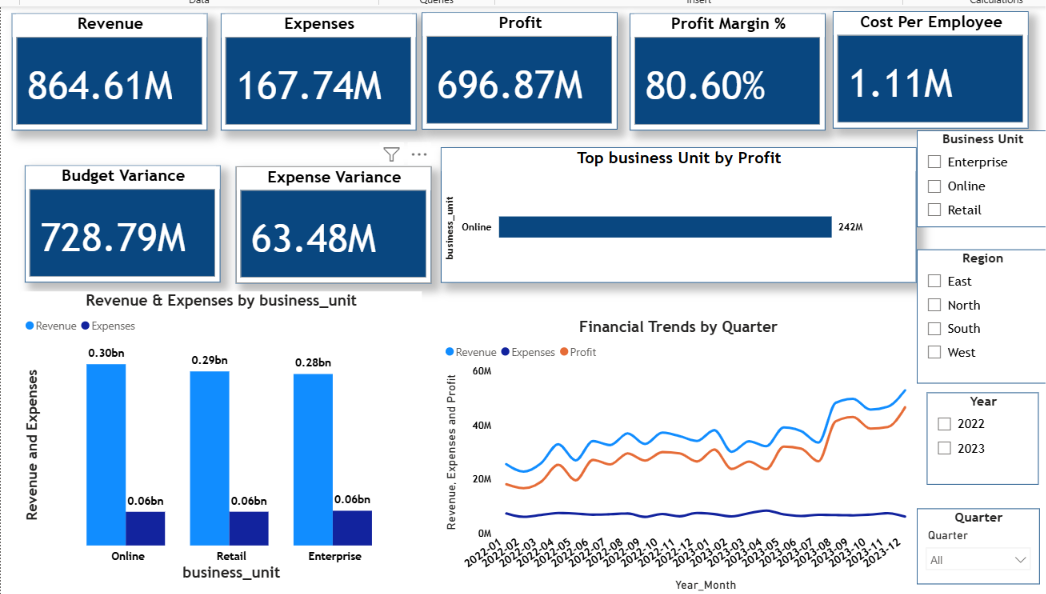 Data Queries Insert Calculations
Revenue
864.61M
Expenses
167.74M
Profit
696.87M
Profit Margin %
80.60%
Cost Per Employee
1.11M
Budget Variance
728.79M
Expense Variance
63.48M
Top business Unit by Profit
business_unit
Online
242M
Business Unit
Enterprise
Online
Retail
Region
East
North
South
West
Year
2022
2023
Quarter
Quarter
All
Revenue & Expenses by business_unit
Revenue Expenses
Revenue and Expenses
0.30bn
0.29bn
0.28bn
0.06bn
0.06bn
0.06bn
Online Retail Enterprise
business_unit
Financial Trends by Quarter
Revenue Expenses Profit
Revenue, Expenses and Profit
60M
40M
20M
0M
2022-01
2022-02
2022-03
2022-04
2022-05
2022-06
2022-07
2022-08
2022-09
2022-10
2022-11
2022-12
2023-01
2023-02
2023-03
2023-04
2023-05
2023-06
2023-07
2023-08
2023-09
2023-10
2023-11
2023-12
Year_Month